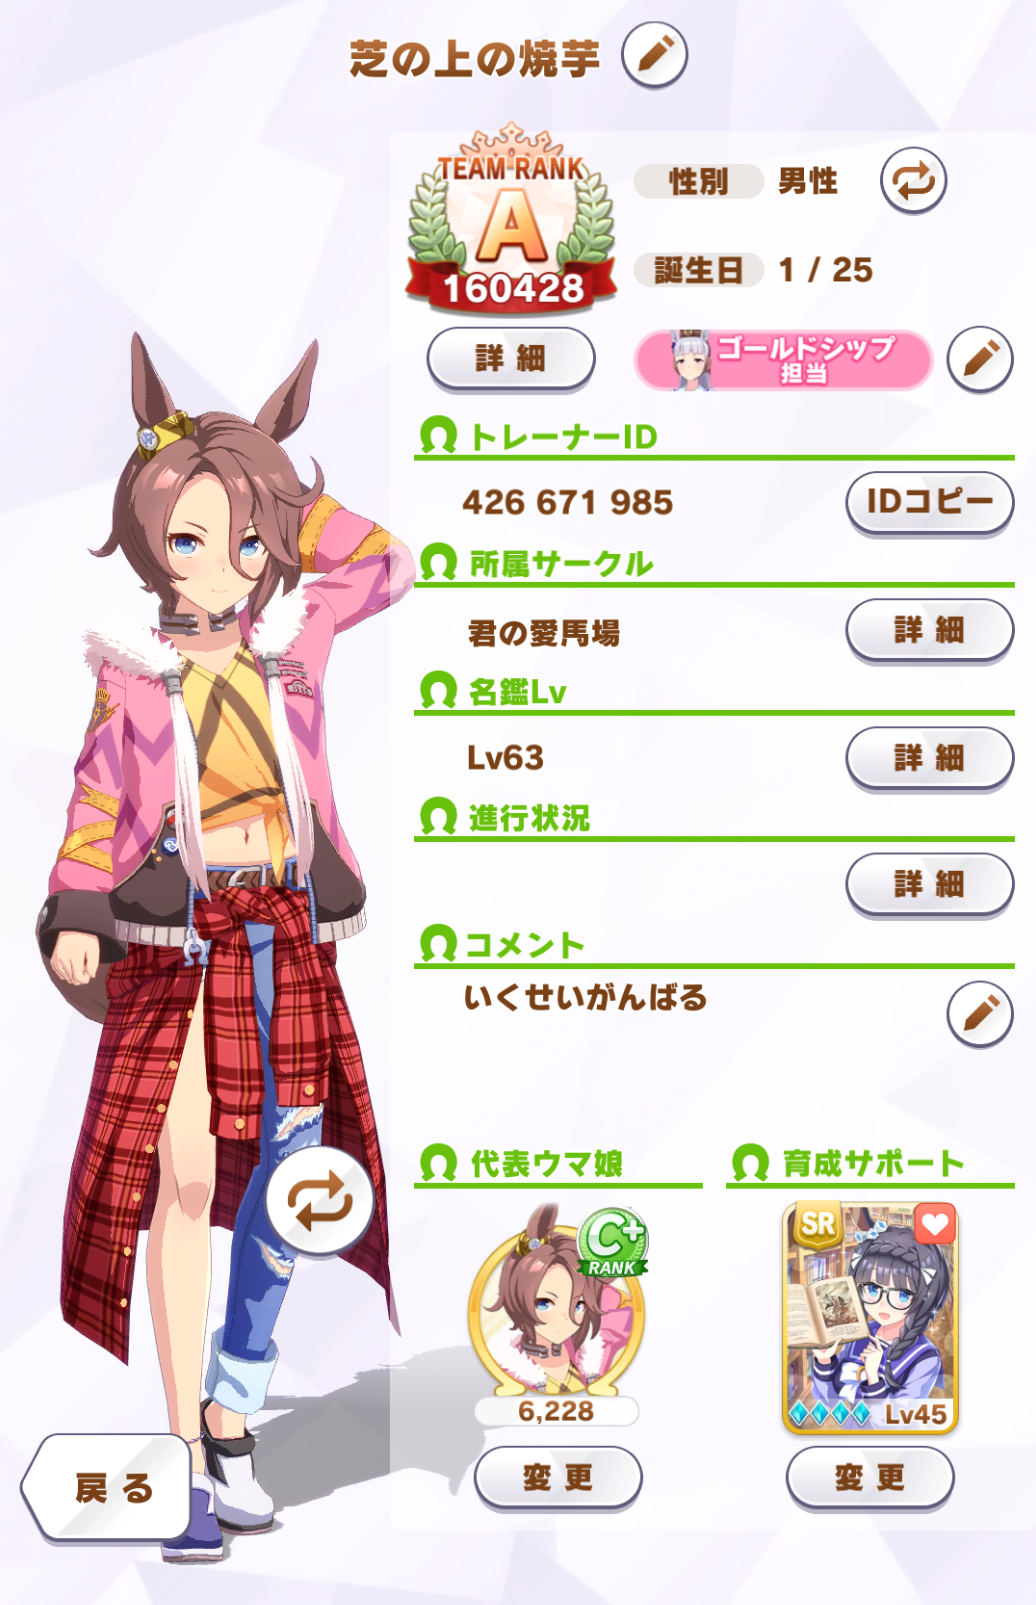 芝の上の焼芋
TEAM RANK
A
160428
性別 男性
誕生日 1 / 25
詳細
ゴールドシップ
担当
トレーナーID
426 671 985
IDコピー
所属サークル
君の愛馬場
詳細
名鑑Lv
Lv63
詳細
進行状況
詳細
コメント
いくせいがんばる
代表ウマ娘
C+
RANK
6,228
変更
育成サポート
SR
Lv45
変更
戻る